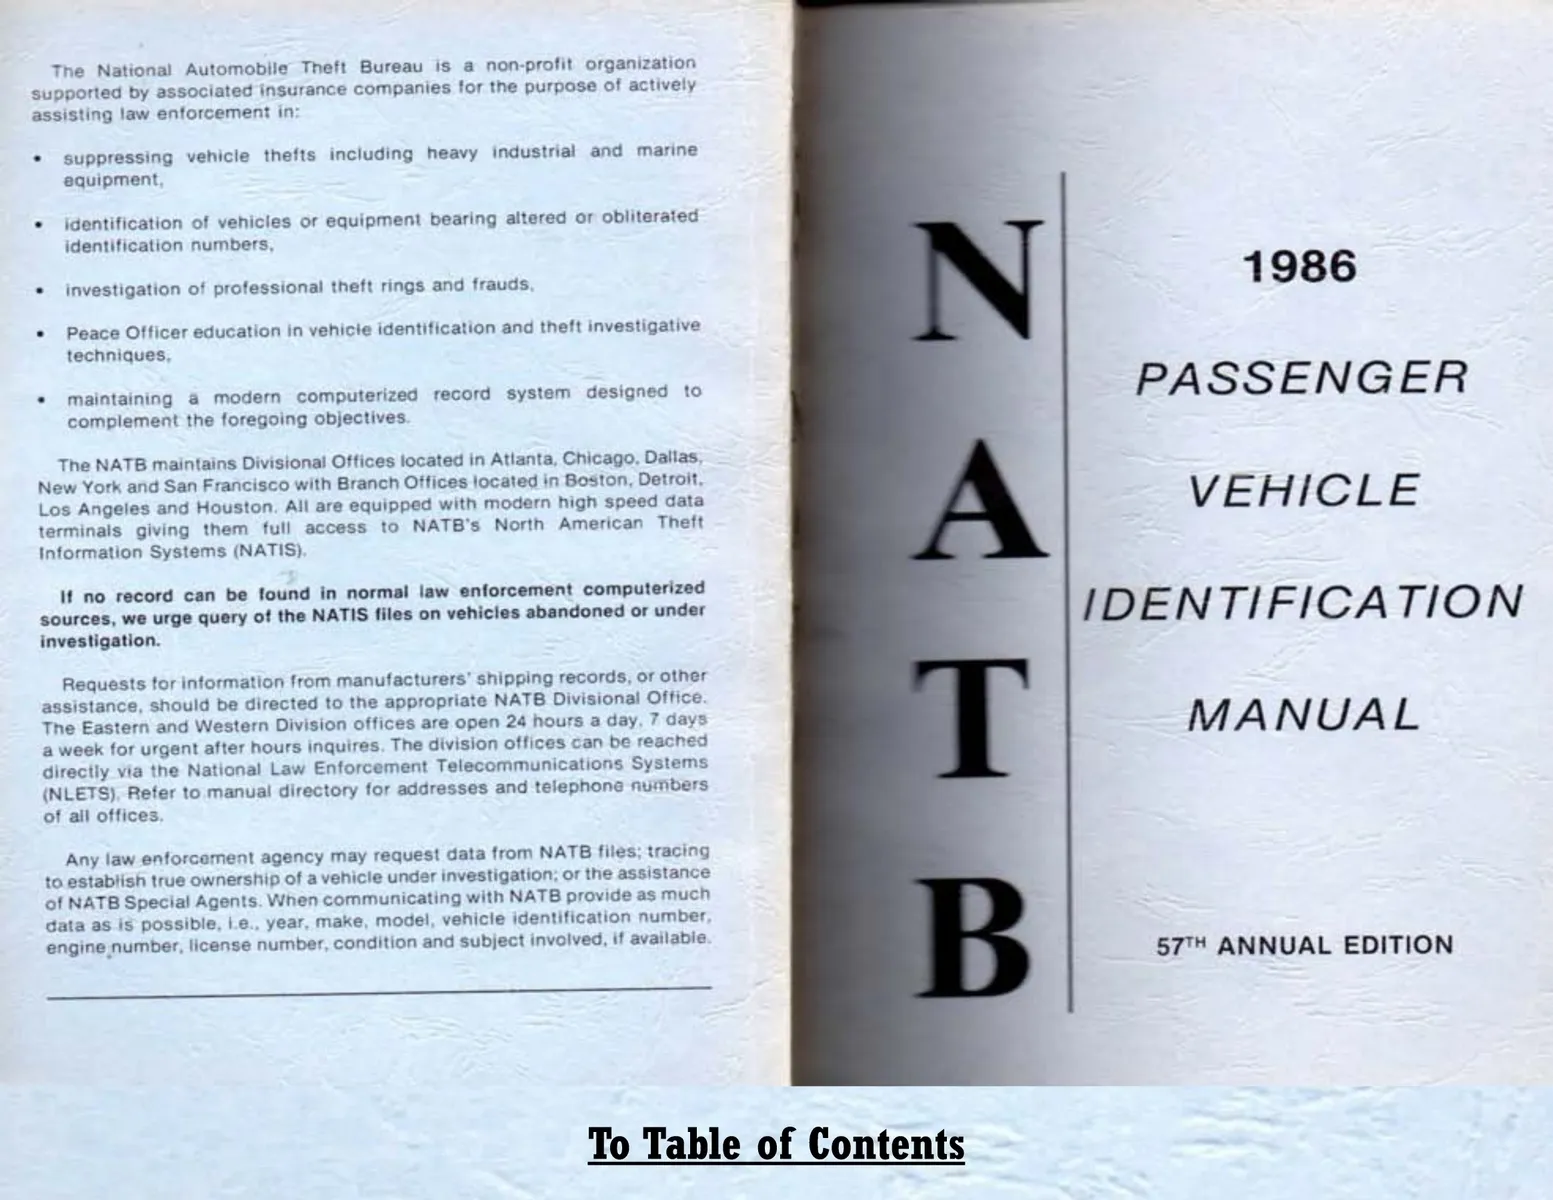 The National Automobile Theft Bureau is a non-profit organization
supported by associated insurance companies for the purpose of actively
assisting law enforcement in:
• suppressing vehicle thefts including heavy industrial and marine
equipment,
• identification of vehicles or equipment bearing altered or obliterated
identification numbers,
• investigation of professional theft rings and frauds,
• Peace Officer education in vehicle identification and theft investigative
techniques,
• maintaining a modern computerized record system designed to
complement the foregoing objectives.
The NATB maintains Divisional Offices located in Atlanta, Chicago, Dallas,
New York and San Francisco with Branch Offices located in Boston, Detroit,
Los Angeles and Houston. All are equipped with modern high speed data
terminals giving them full access to NATB's North American Theft
Information Systems (NATIS).
If no record can be found in normal law enforcement computerized
sources, we urge query of the NATIS files on vehicles abandoned or under
investigation.
Requests for information from manufacturers' shipping records, or other
assistance, should be directed to the appropriate NATB Divisional Office.
The Eastern and Western Division offices are open 24 hours a day, 7 days
a week for urgent after hours inquires. The division offices can be reached
directly via the National Law Enforcement Telecommunications Systems
(NLETS). Refer to manual directory for addresses and telephone numbers
of all offices.
Any law enforcement agency may request data from NATB files; tracing
to establish true ownership of a vehicle under investigation; or the assistance
of NATB Special Agents. When communicating with NATB provide as much
data as is possible, i.e., year, make, model, vehicle identification number,
engine number, license number, condition and subject involved, if available.
N
A
T
B
1986
PASSENGER
VEHICLE
IDENTIFICATION
MANUAL
57TH ANNUAL EDITION
To Table of Contents